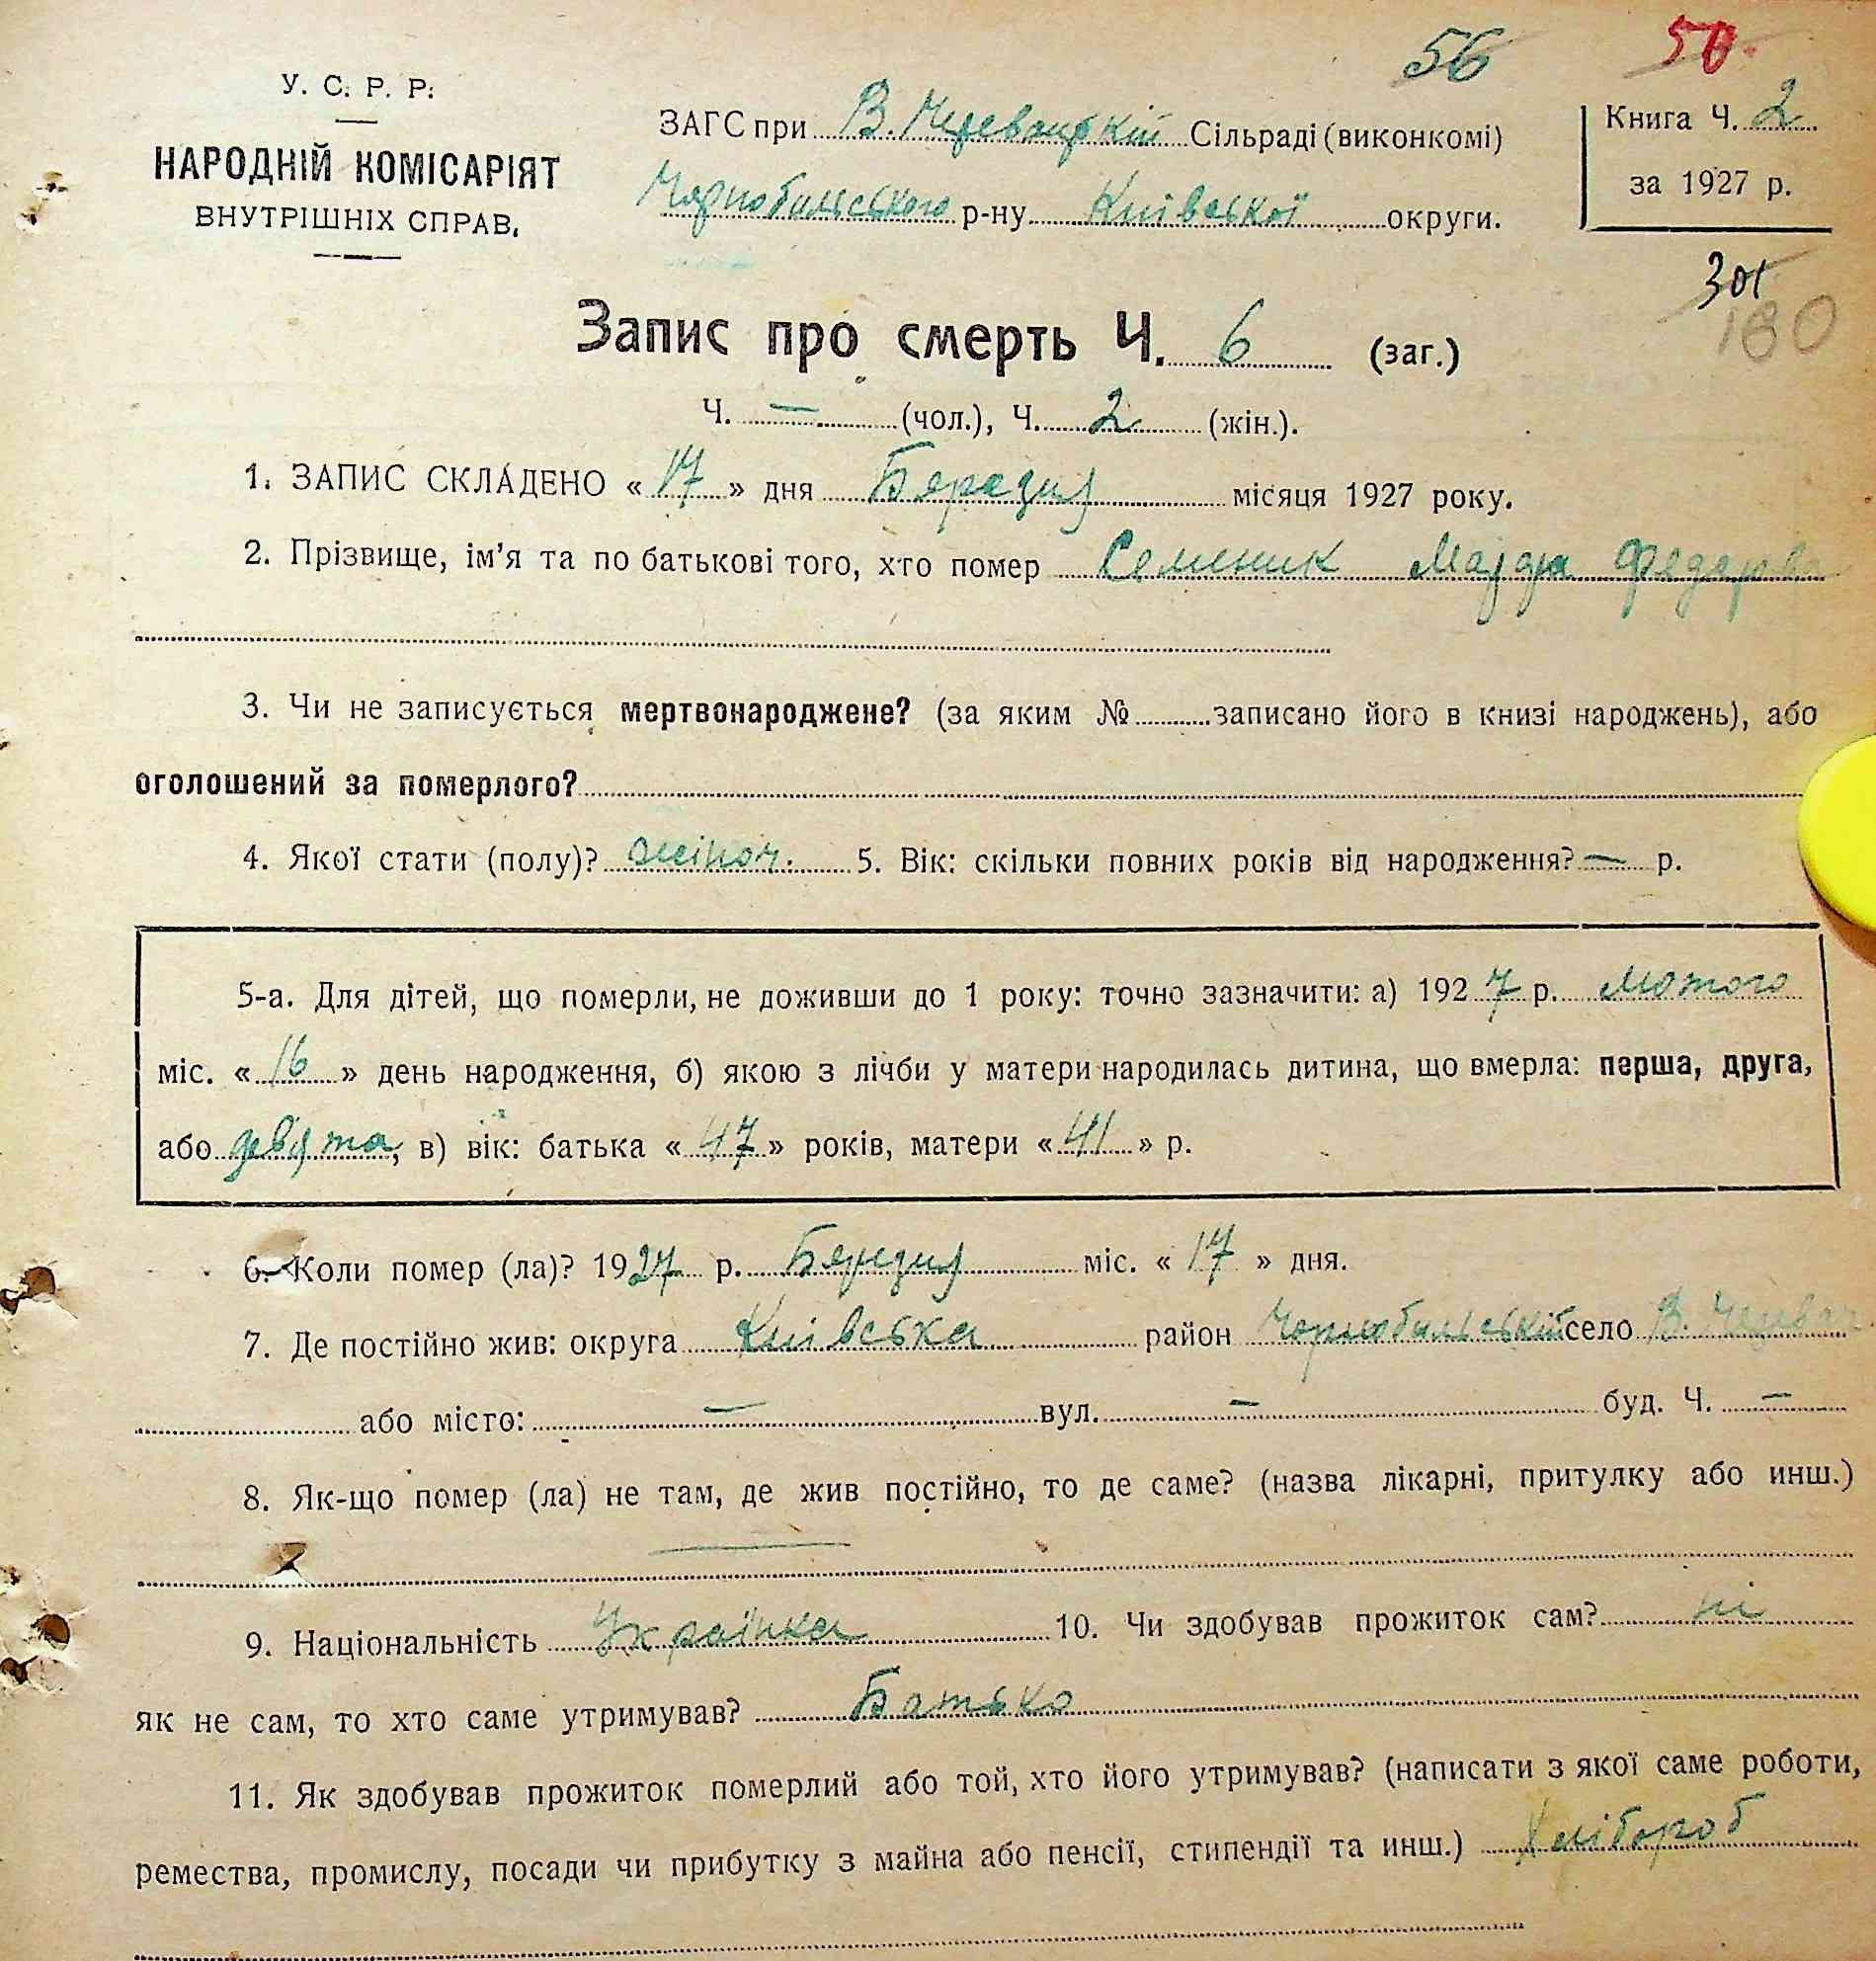 56 50
У. С. Р. Р.
НАРОДНІЙ КОМІСАРІЯТ
ВНУТРІШНІХ СПРАВ.
ЗАГС при В. Черевацькій Сільраді (виконкомі)
Чорнобильського р-ну Київської округи.
Книга Ч. 2
за 1927 р.
301
180
Запис про смерть Ч. 6 (заг.)
Ч. — (чол.), Ч. 2 (жін.).
1. ЗАПИС СКЛАДЕНО « 17 » дня Березня місяця 1927 року.
2. Прізвище, ім'я та по батькові того, хто помер Семеник Федорова
3. Чи не записується мертвонароджене? (за яким № записано його в книзі народжень), або
оголошений за померлого?
4. Якої стати (полу)? жіноч. 5. Вік: скільки повних років від народження? — р.
5-а. Для дітей, що померли, не доживши до 1 року: точно зазначити: а) 1927 р. лютого
міс. « 16 » день народження, б) якою з лічби у матери народилась дитина, що вмерла: перша, друга,
або девята, в) вік: батька « 47 » років, матери « 41 » р.
6. Коли помер (ла)? 1927 р. Березня міс. « 17 » дня.
7. Де постійно жив: округа Київська район Чорнобильській село В. Черевач
або місто: — вул. — буд. Ч. —
8. Як-що помер (ла) не там, де жив постійно, то де саме? (назва лікарні, притулку або инш.)
—
9. Національність Українка 10. Чи здобував прожиток сам? ні
як не сам, то хто саме утримував? Батько
11. Як здобував прожиток померлий або той, хто його утримував? (написати з якої саме роботи,
ремества, промислу, посади чи прибутку з майна або пенсії, стипендії та инш.) Хлібороб